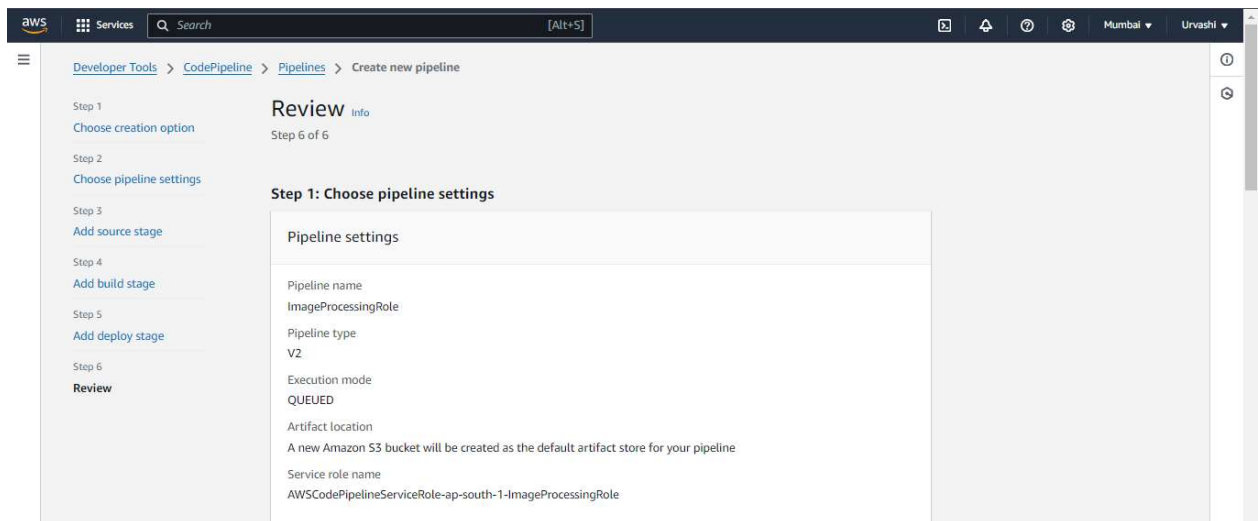 aws Services Search [Alt+S] Mumbai Urvashi
Developer Tools > CodePipeline > Pipelines > Create new pipeline
Step 1
Choose creation option
Step 2
Choose pipeline settings
Step 3
Add source stage
Step 4
Add build stage
Step 5
Add deploy stage
Step 6
Review
Review Info
Step 6 of 6
Step 1: Choose pipeline settings
Pipeline settings
Pipeline name
ImageProcessingRole
Pipeline type
V2
Execution mode
QUEUED
Artifact location
A new Amazon S3 bucket will be created as the default artifact store for your pipeline
Service role name
AWSCodePipelineServiceRole-ap-south-1-ImageProcessingRole